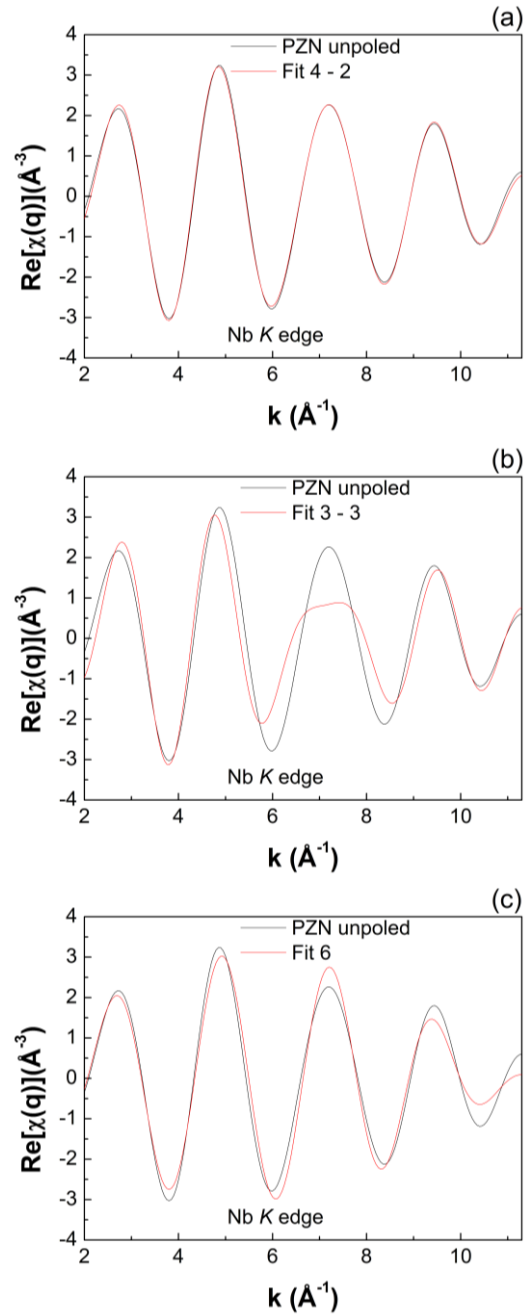 (a)
PZN unpoled
Fit 4 - 2
4
3
2
1
0
-1
-2
-3
-4
Re[χ(q)](Å⁻³)
Nb K edge
2 4 6 8 10
k (Å⁻¹)
(b)
PZN unpoled
Fit 3 - 3
4
3
2
1
0
-1
-2
-3
-4
Re[χ(q)](Å⁻³)
Nb K edge
2 4 6 8 10
k (Å⁻¹)
(c)
PZN unpoled
Fit 6
4
3
2
1
0
-1
-2
-3
-4
Re[χ(q)](Å⁻³)
Nb K edge
2 4 6 8 10
k (Å⁻¹)